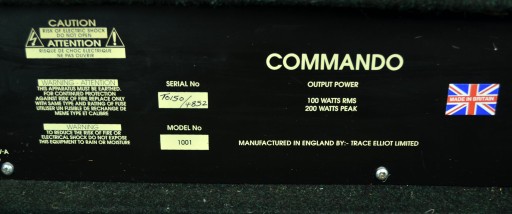 CAUTION
RISK OF ELECTRIC SHOCK
DO NOT OPEN
ATTENTION
RISQUE DE CHOC ELECTRIQUE
NE PAS OUVRIR
WARNING - ATTENTION
THIS APPARATUS MUST BE EARTHED.
FOR CONTINUED PROTECTION
AGAINST RISK OF FIRE REPLACE ONLY
WITH SAME TYPE AND RATING OF FUSE
UTILISER UN FUSIBLE DE RECHANGE DE
MEME TYPE ET CALIBRE
WARNING:
TO REDUCE THE RISK OF FIRE OR
ELECTRICAL SHOCK DO NOT EXPOSE
THIS EQUIPMENT TO RAIN OR MOISTURE
V-A
SERIAL No
T0150/
4852
MODEL No
1001
COMMANDO
OUTPUT POWER
100 WATTS RMS
200 WATTS PEAK
MANUFACTURED IN ENGLAND BY:- TRACE ELLIOT LIMITED
MADE IN BRITAIN